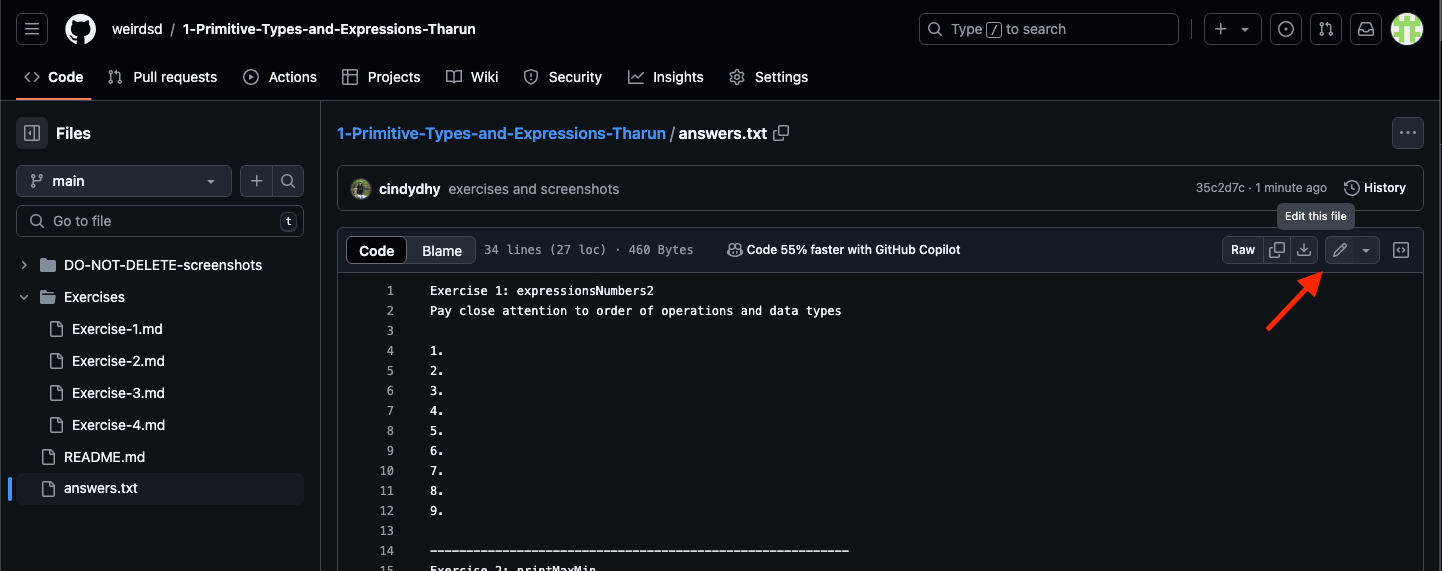 weirdsd / 1-Primitive-Types-and-Expressions-Tharun
Type / to search
Code Pull requests Actions Projects Wiki Security Insights Settings
Files
main
Go to file t
DO-NOT-DELETE-screenshots
Exercises
Exercise-1.md
Exercise-2.md
Exercise-3.md
Exercise-4.md
README.md
answers.txt
1-Primitive-Types-and-Expressions-Tharun / answers.txt
cindydhy exercises and screenshots 35c2d7c · 1 minute ago History
Edit this file
Code Blame 34 lines (27 loc) · 460 Bytes Code 55% faster with GitHub Copilot Raw
1 Exercise 1: expressionsNumbers2
2 Pay close attention to order of operations and data types
3
4 1.
5 2.
6 3.
7 4.
8 5.
9 6.
10 7.
11 8.
12 9.
13
14 ----------------------------------------------------------
15 Exercise 2: printMaxMin